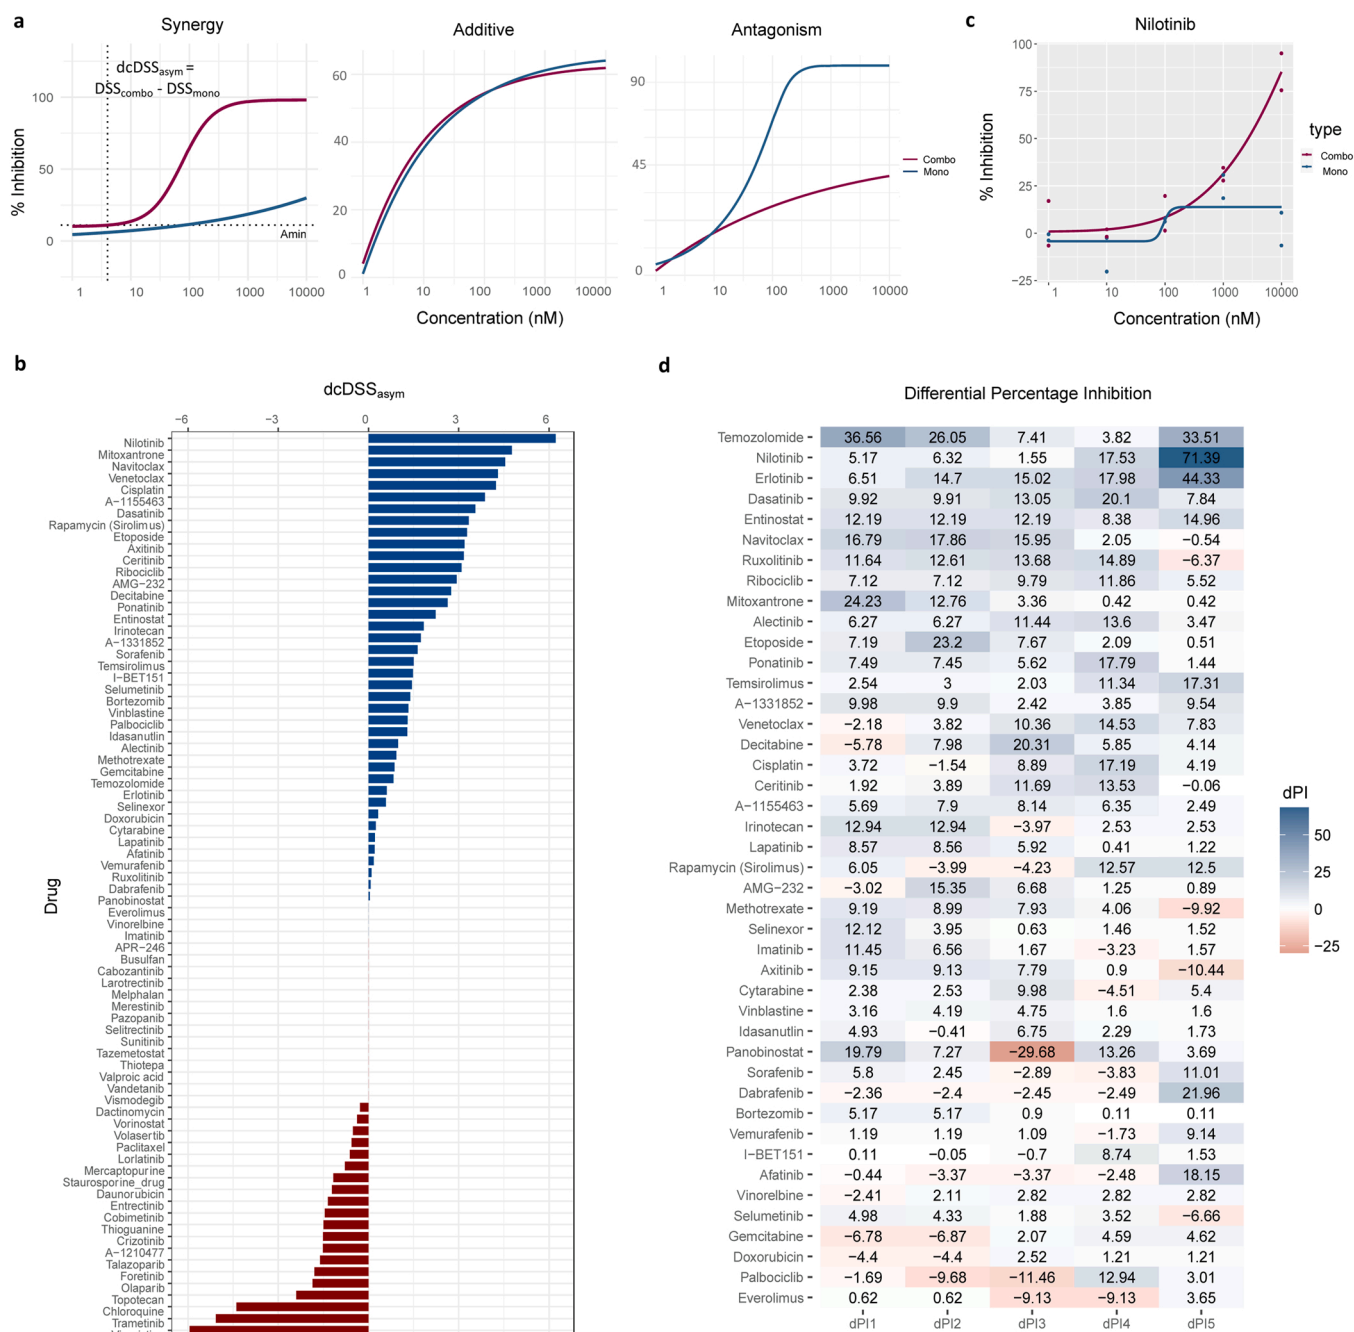 a
Synergy
dcDSSasym =
DSScombo - DSSmono
Amin
100
50
0
% Inhibition
1 10 100 1000 10000
Additive
60
40
20
0
1 10 100 1000 10000
Concentration (nM)
Antagonism
90
45
0
1 10 100 1000 10000
Combo
Mono
c
Nilotinib
100
75
50
25
0
−25
% Inhibition
1 10 100 1000 10000
Concentration (nM)
type
Combo
Mono
b
dcDSSasym
−6 −3 0 3 6
Drug
Nilotinib
Mitoxantrone
Navitoclax
Venetoclax
Cisplatin
A−1155463
Dasatinib
Rapamycin (Sirolimus)
Etoposide
Axitinib
Ceritinib
Ribociclib
AMG−232
Decitabine
Ponatinib
Entinostat
Irinotecan
A−1331852
Sorafenib
Temsirolimus
I−BET151
Selumetinib
Bortezomib
Vinblastine
Palbociclib
Idasanutlin
Alectinib
Methotrexate
Gemcitabine
Temozolomide
Erlotinib
Selinexor
Doxorubicin
Cytarabine
Lapatinib
Afatinib
Vemurafenib
Ruxolitinib
Dabrafenib
Panobinostat
Everolimus
Vinorelbine
Imatinib
APR−246
Busulfan
Cabozantinib
Larotrectinib
Melphalan
Merestinib
Pazopanib
Selitrectinib
Sunitinib
Tazemetostat
Thiotepa
Valproic acid
Vandetanib
Vismodegib
Dactinomycin
Vorinostat
Volasertib
Paclitaxel
Lorlatinib
Mercaptopurine
Staurosporine_drug
Daunorubicin
Entrectinib
Cobimetinib
Thioguanine
Crizotinib
A−1210477
Talazoparib
Foretinib
Olaparib
Topotecan
Chloroquine
Trametinib
d
Differential Percentage Inhibition
Temozolomide 36.56 26.05 7.41 3.82 33.51
Nilotinib 5.17 6.32 1.55 17.53 71.39
Erlotinib 6.51 14.7 15.02 17.98 44.33
Dasatinib 9.92 9.91 13.05 20.1 7.84
Entinostat 12.19 12.19 12.19 8.38 14.96
Navitoclax 16.79 17.86 15.95 2.05 −0.54
Ruxolitinib 11.64 12.61 13.68 14.89 −6.37
Ribociclib 7.12 7.12 9.79 11.86 5.52
Mitoxantrone 24.23 12.76 3.36 0.42 0.42
Alectinib 6.27 6.27 11.44 13.6 3.47
Etoposide 7.19 23.2 7.67 2.09 0.51
Ponatinib 7.49 7.45 5.62 17.79 1.44
Temsirolimus 2.54 3 2.03 11.34 17.31
A−1331852 9.98 9.9 2.42 3.85 9.54
Venetoclax −2.18 3.82 10.36 14.53 7.83
Decitabine −5.78 7.98 20.31 5.85 4.14
Cisplatin 3.72 −1.54 8.89 17.19 4.19
Ceritinib 1.92 3.89 11.69 13.53 −0.06
A−1155463 5.69 7.9 8.14 6.35 2.49
Irinotecan 12.94 12.94 −3.97 2.53 2.53
Lapatinib 8.57 8.56 5.92 0.41 1.22
Rapamycin (Sirolimus) 6.05 −3.99 −4.23 12.57 12.5
AMG−232 −3.02 15.35 6.68 1.25 0.89
Methotrexate 9.19 8.99 7.93 4.06 −9.92
Selinexor 12.12 3.95 0.63 1.46 1.52
Imatinib 11.45 6.56 1.67 −3.23 1.57
Axitinib 9.15 9.13 7.79 0.9 −10.44
Cytarabine 2.38 2.53 9.98 −4.51 5.4
Vinblastine 3.16 4.19 4.75 1.6 1.6
Idasanutlin 4.93 −0.41 6.75 2.29 1.73
Panobinostat 19.79 7.27 −29.68 13.26 3.69
Sorafenib 5.8 2.45 −2.89 −3.83 11.01
Dabrafenib −2.36 −2.4 −2.45 −2.49 21.96
Bortezomib 5.17 5.17 0.9 0.11 0.11
Vemurafenib 1.19 1.19 1.09 −1.73 9.14
I−BET151 0.11 −0.05 −0.7 8.74 1.53
Afatinib −0.44 −3.37 −3.37 −2.48 18.15
Vinorelbine −2.41 2.11 2.82 2.82 2.82
Selumetinib 4.98 4.33 1.88 3.52 −6.66
Gemcitabine −6.78 −6.87 2.07 4.59 4.62
Doxorubicin −4.4 −4.4 2.52 1.21 1.21
Palbociclib −1.69 −9.68 −11.46 12.94 3.01
Everolimus 0.62 0.62 −9.13 −9.13 3.65
dPI1 dPI2 dPI3 dPI4 dPI5
dPI
50
25
0
−25